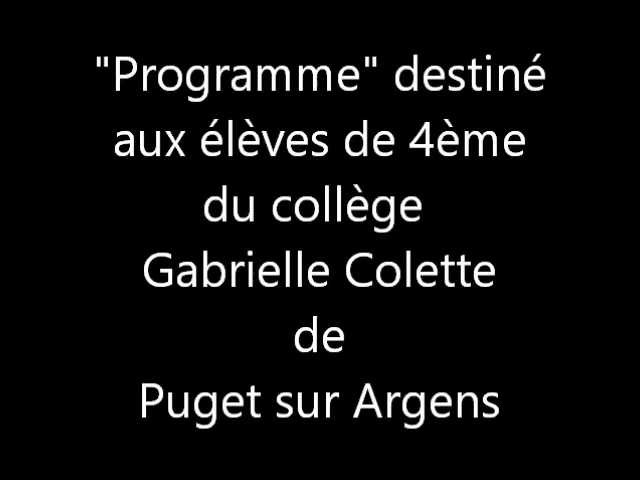 "Programme" destiné
aux élèves de 4ème
du collège
Gabrielle Colette
de
Puget sur Argens